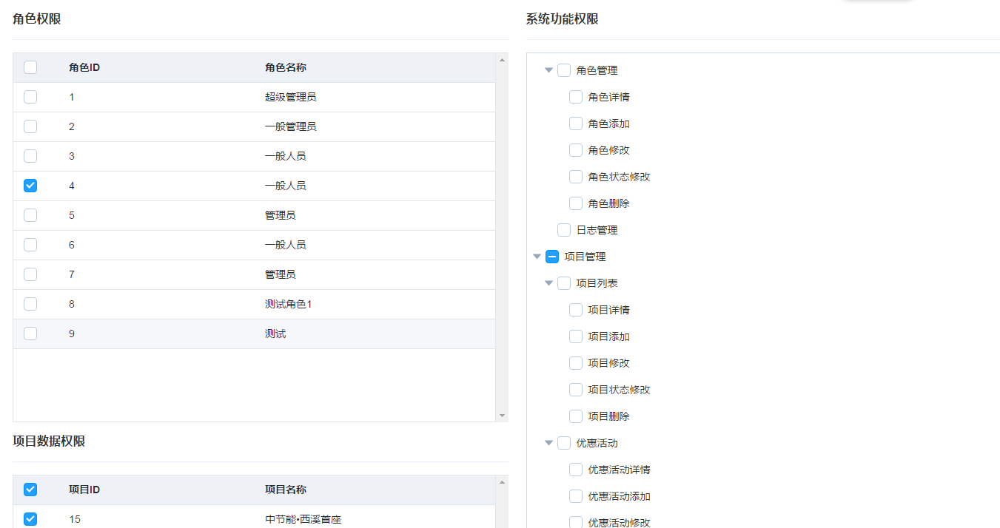 角色权限
角色ID 角色名称
1 超级管理员
2 一般管理员
3 一般人员
4 一般人员
5 管理员
6 一般人员
7 管理员
8 测试角色1
9 测试
项目数据权限
项目ID 项目名称
15 中节能•西溪首座
系统功能权限
角色管理
角色详情
角色添加
角色修改
角色状态修改
角色删除
日志管理
项目管理
项目列表
项目详情
项目添加
项目修改
项目状态修改
项目删除
优惠活动
优惠活动详情
优惠活动添加
优惠活动修改